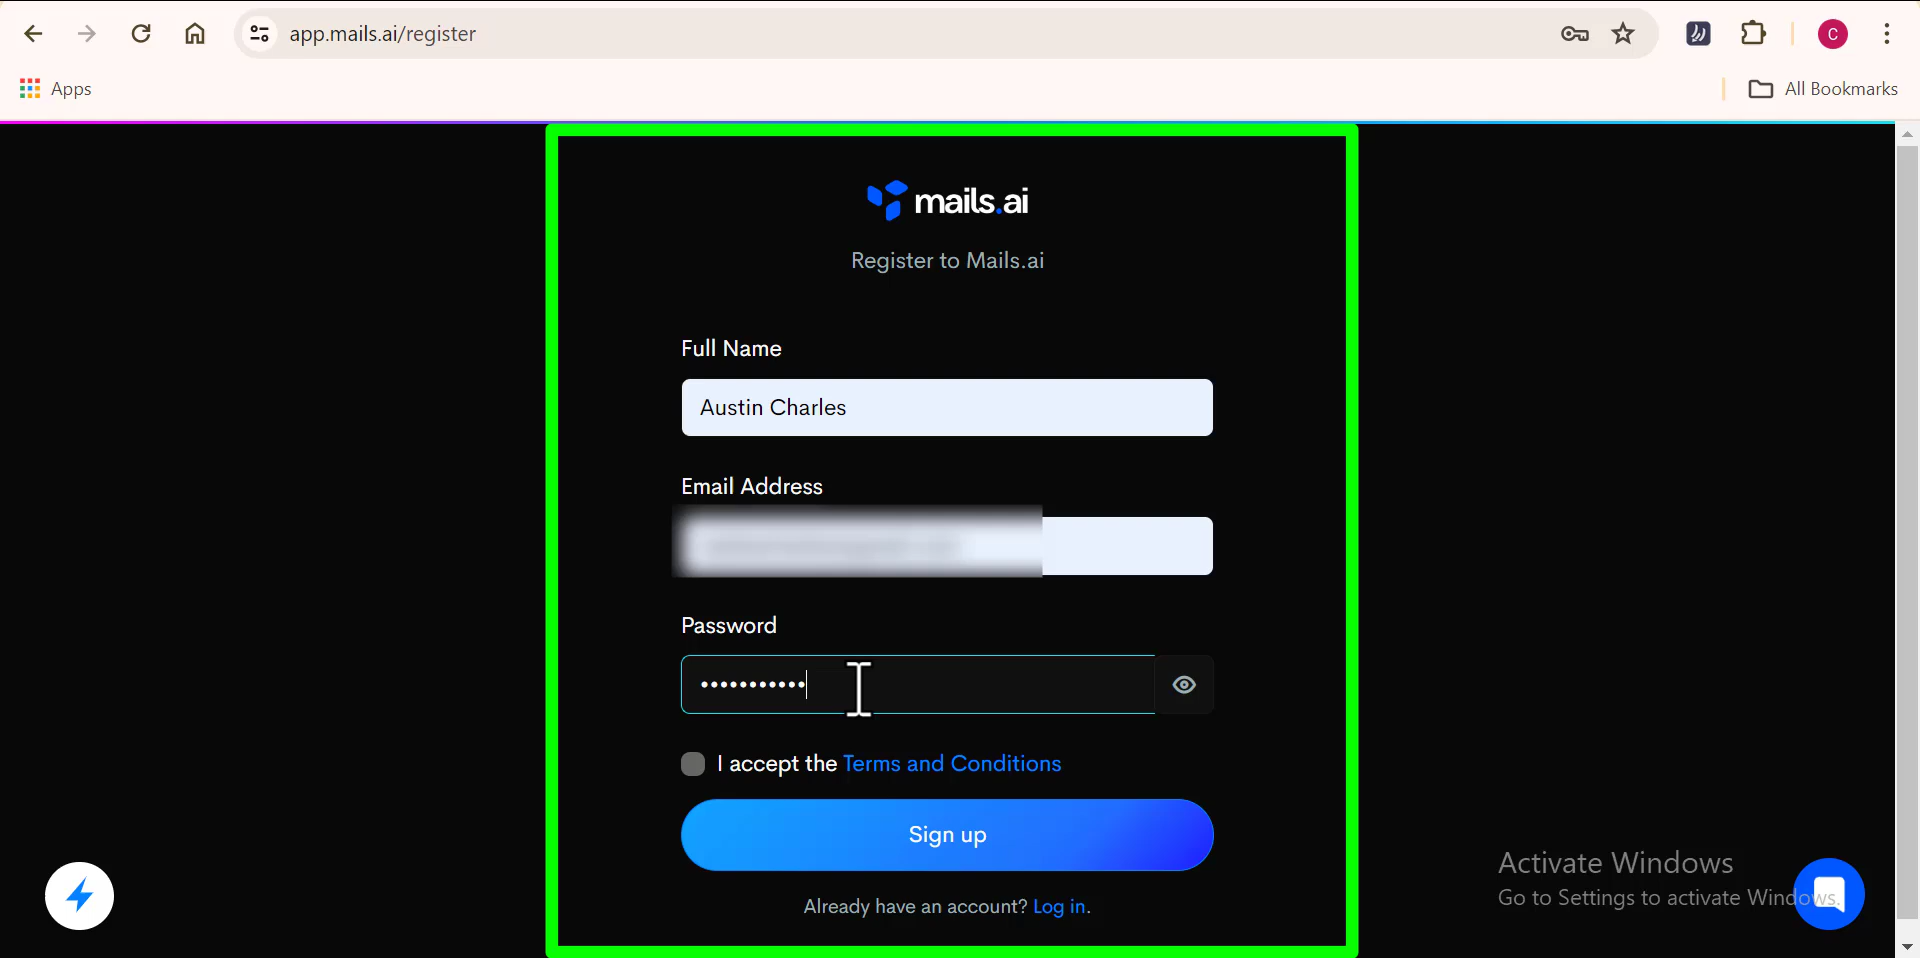 app.mails.ai/register
C
Apps
All Bookmarks
mails.ai
Register to Mails.ai
Full Name
Austin Charles
Email Address
Password
•••••••••••
I accept the Terms and Conditions
Sign up
Already have an account? Log in.
Activate Windows
Go to Settings to activate Windows.